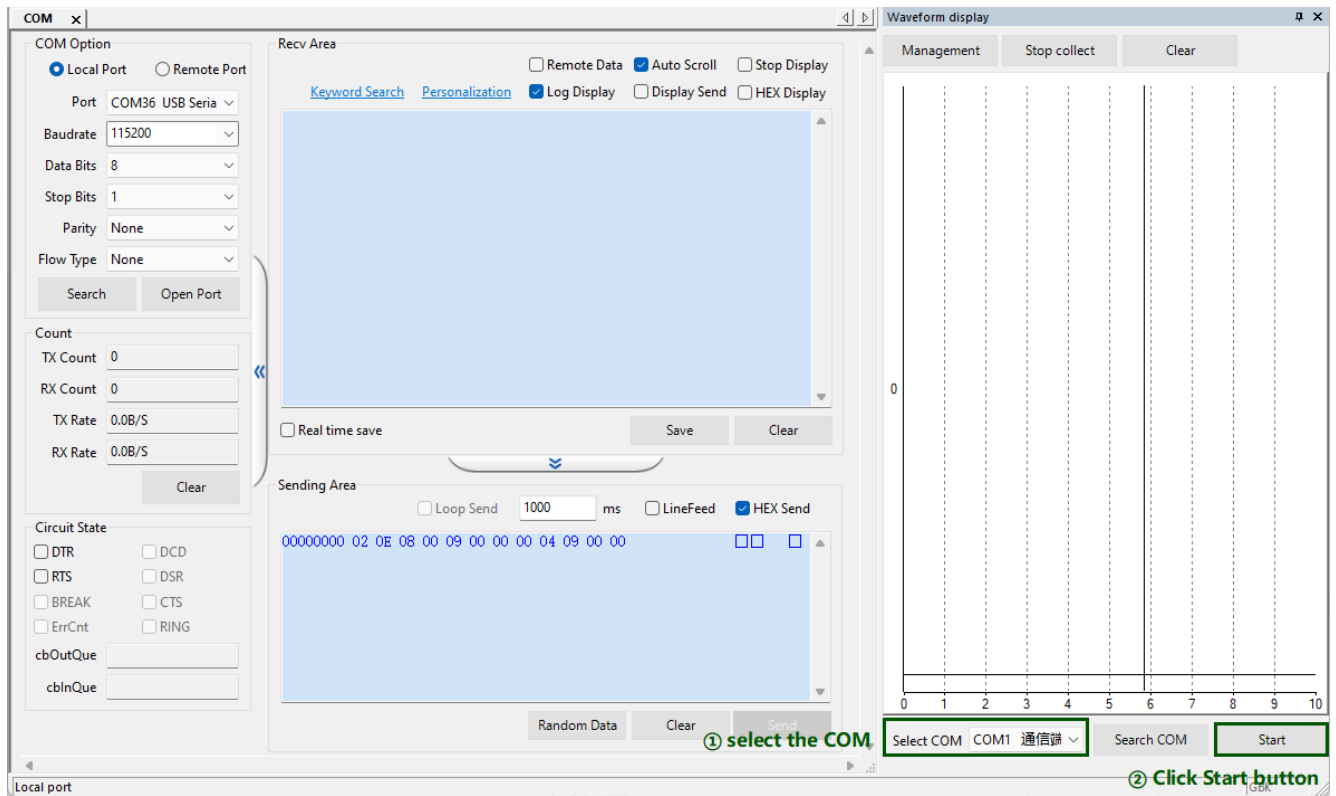 COM x
COM Option
Local Port Remote Port
Port COM36 USB Seria
Baudrate 115200
Data Bits 8
Stop Bits 1
Parity None
Flow Type None
Search Open Port
Count
TX Count 0
RX Count 0
TX Rate 0.0B/S
RX Rate 0.0B/S
Clear
Circuit State
DTR DCD
RTS DSR
BREAK CTS
ErrCnt RING
cbOutQue
cbInQue
Recv Area
Remote Data Auto Scroll Stop Display
Keyword Search Personalization Log Display Display Send HEX Display
Real time save Save Clear
Sending Area
Loop Send 1000 ms LineFeed HEX Send
00000000 02 0E 08 00 09 00 00 00 04 09 00 00
Random Data Clear Send
① select the COM
Waveform display
Management Stop collect Clear
0
0 1 2 3 4 5 6 7 8 9 10
Select COM COM1 通信端 Search COM Start
② Click Start button
Local port GBK